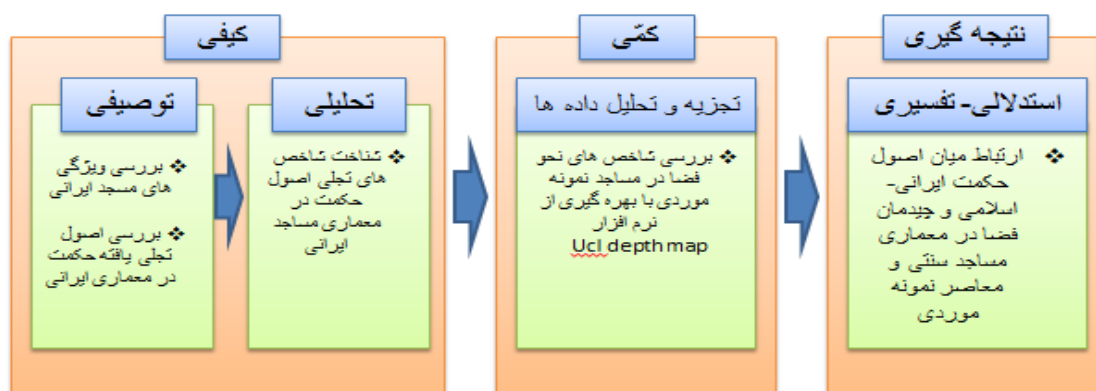 کیفی
توصیفی
❖ بررسی ویژگی
های مسجد ایرانی
❖ بررسی اصول
تجلی یافته حکمت
در معماری ایرانی
تحلیلی
❖ شناخت شاخص
های تجلی اصول
حکمت در
معماری مساجد
ایرانی
کمّی
تجزیه و تحلیل داده ها
❖ بررسی شاخص های نحو
فضا در مساجد نمونه
موردی با بهره گیری از
نرم افزار
Ucl depth map
نتیجه گیری
استدلالی- تفسیری
❖ ارتباط میان اصول
حکمت ایرانی-
اسلامی و چیدمان
فضا در معماری
مساجد سنتی و
معاصر نمونه
موردی